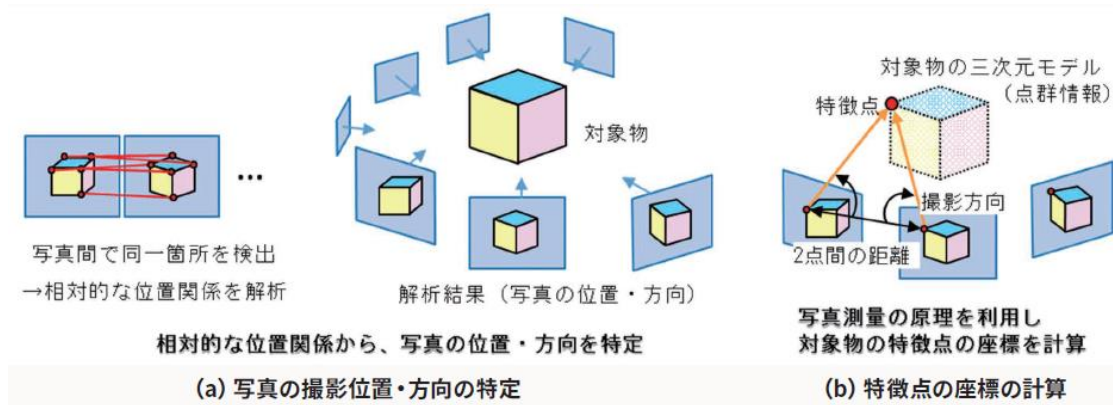 写真間で同一箇所を検出
→相対的な位置関係を解析
…
対象物
解析結果（写真の位置・方向）
相対的な位置関係から、写真の位置・方向を特定
(a) 写真の撮影位置・方向の特定
対象物の三次元モデル
（点群情報）
特徴点
撮影方向
2点間の距離
写真測量の原理を利用し
対象物の特徴点の座標を計算
(b) 特徴点の座標の計算